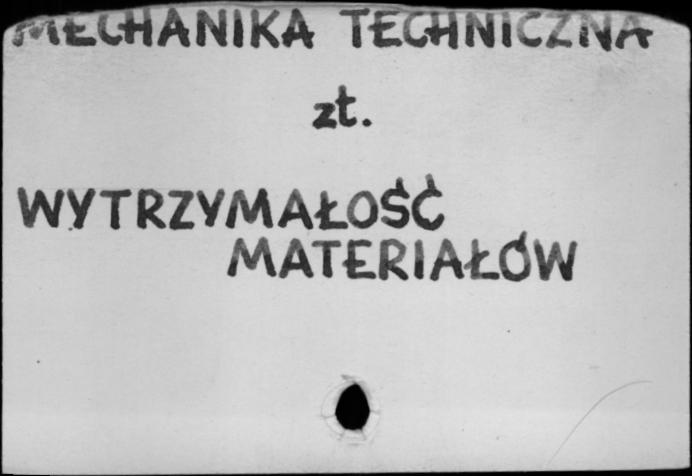 MECHANIKA TECHNICZNA
zt.
WYTRZYMAŁOŚĆ
MATERIAŁÓW